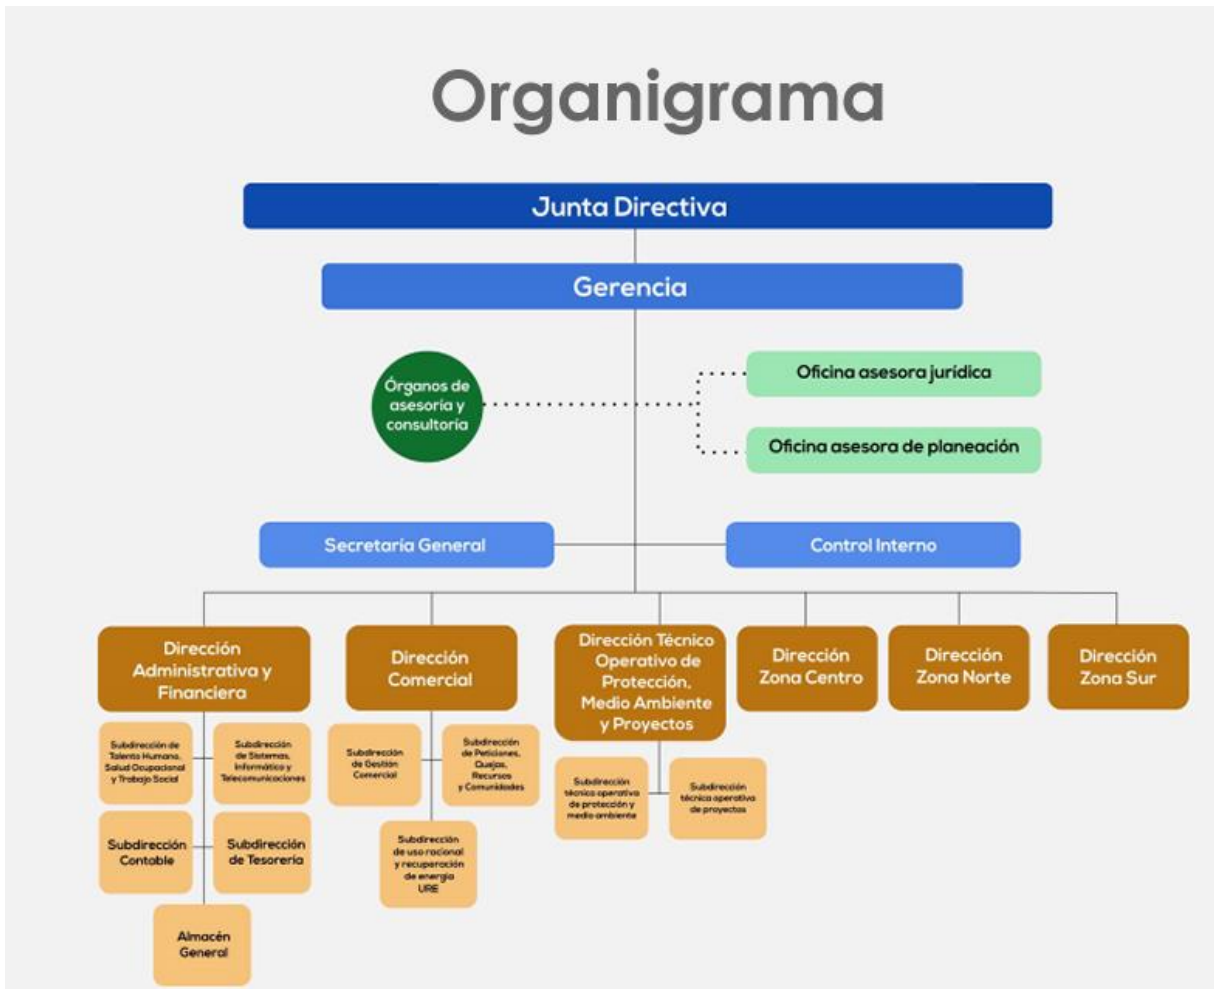 Organigrama
Junta Directiva
Gerencia
Órganos de
asesoría y
consultoría
Oficina asesora jurídica
Oficina asesora de planeación
Secretaría General
Control Interno
Dirección
Administrativa y
Financiera
Dirección
Comercial
Dirección Técnico
Operativo de
Protección,
Medio Ambiente
y Proyectos
Dirección
Zona Centro
Dirección
Zona Norte
Dirección
Zona Sur
Subdirección de
Talento Humano,
Salud Ocupacional
y Trabajo Social
Subdirección
de Sistemas,
Informático y
Telecomunicaciones
Subdirección
Contable
Subdirección
de Tesorería
Almacén
General
Subdirección
de Gestión
Comercial
Subdirección
de Peticiones,
Quejas,
Recursos
y Comunidades
Subdirección
de uso racional
y recuperación
de energía
URE
Subdirección
técnica operativa
de protección y
medio ambiente
Subdirección
técnica operativa
de proyectos